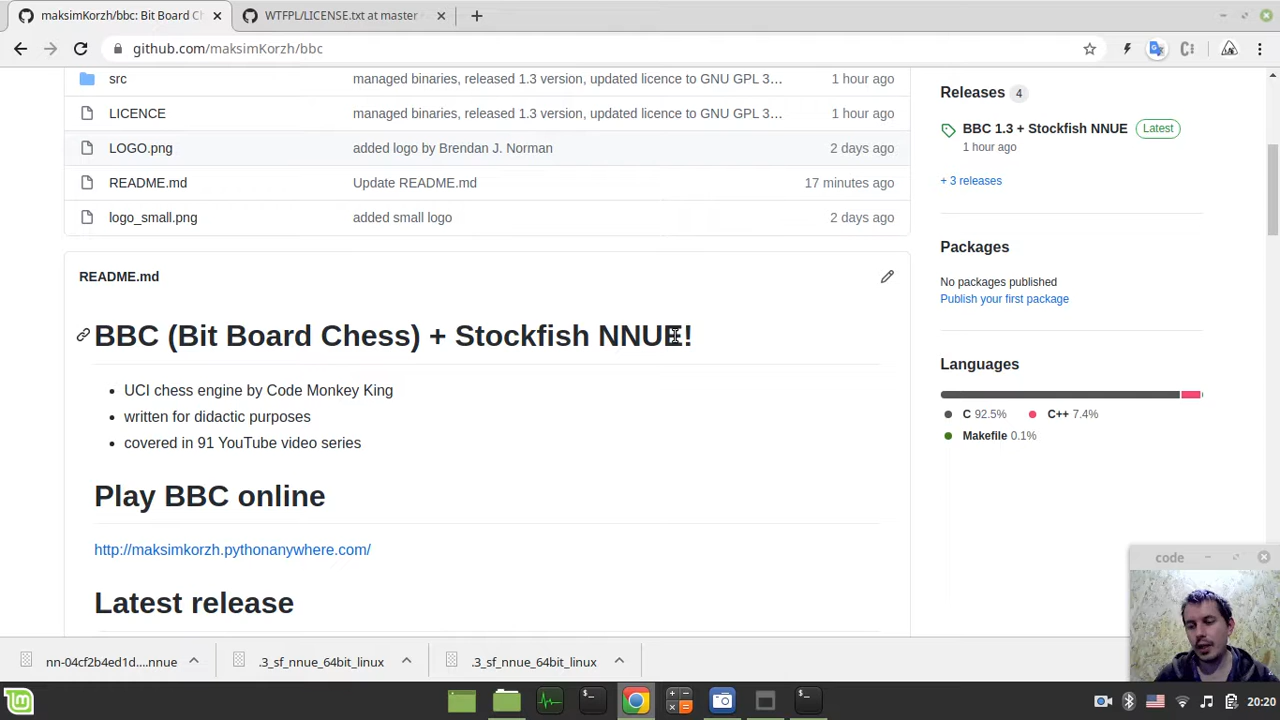 maksimKorzh/bbc: Bit Board Ch
WTFPL/LICENSE.txt at master
github.com/maksimKorzh/bbc
src managed binaries, released 1.3 version, updated licence to GNU GPL 3… 1 hour ago
LICENCE managed binaries, released 1.3 version, updated licence to GNU GPL 3… 1 hour ago
LOGO.png added logo by Brendan J. Norman 2 days ago
README.md Update README.md 17 minutes ago
logo_small.png added small logo 2 days ago
README.md
BBC (Bit Board Chess) + Stockfish NNUE!
• UCI chess engine by Code Monkey King
• written for didactic purposes
• covered in 91 YouTube video series
Play BBC online
http://maksimkorzh.pythonanywhere.com/
Latest release
Releases 4
BBC 1.3 + Stockfish NNUE Latest
1 hour ago
+ 3 releases
Packages
No packages published
Publish your first package
Languages
C 92.5% C++ 7.4%
Makefile 0.1%
code
nn-04cf2b4ed1d....nnue
.3_sf_nnue_64bit_linux
.3_sf_nnue_64bit_linux
20:20